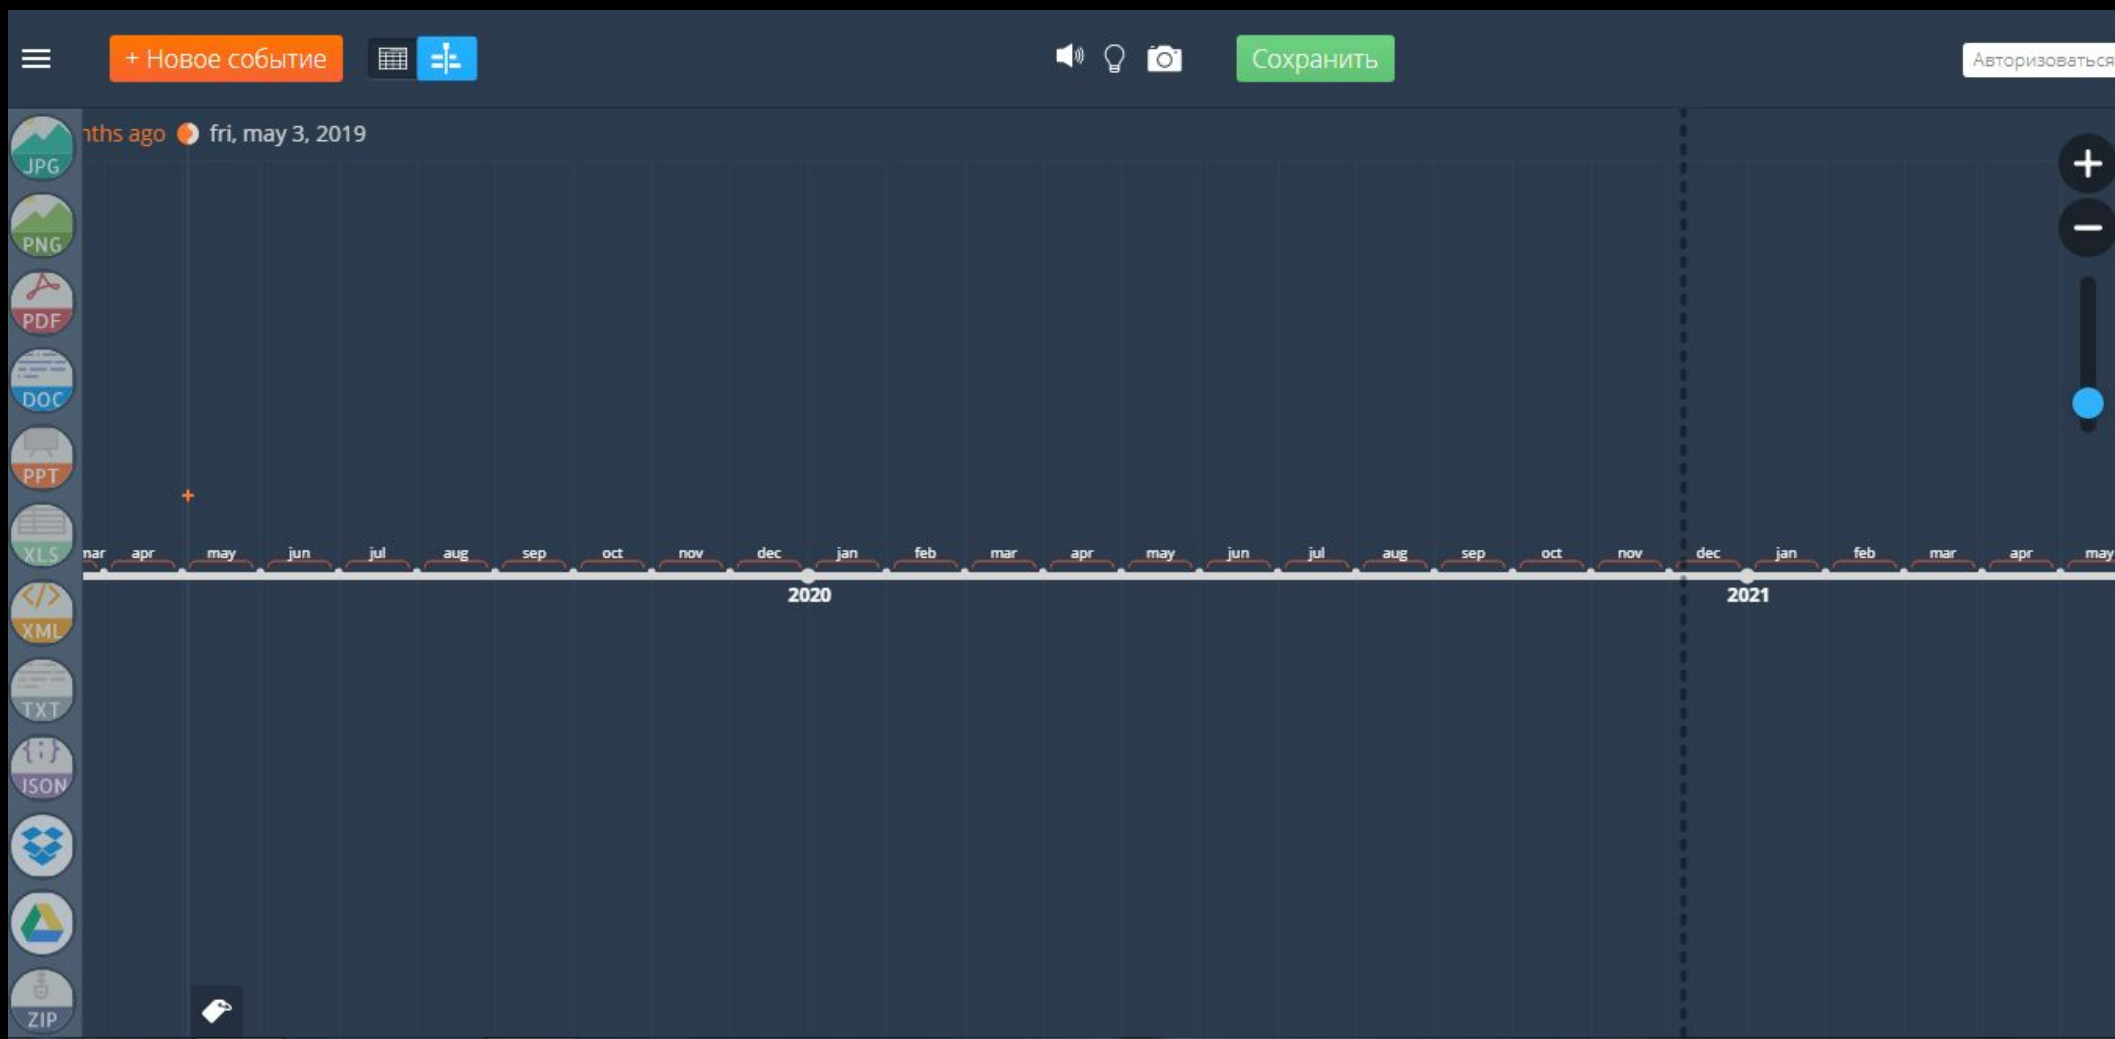 + Новое событие
Сохранить
Авторизоваться
nths ago fri, may 3, 2019
JPG
PNG
PDF
DOC
PPT
XLS
XML
TXT
{;}
JSON
ZIP
mar apr may jun jul aug sep oct nov dec jan feb mar apr may jun jul aug sep oct nov dec jan feb mar apr may
2020 2021